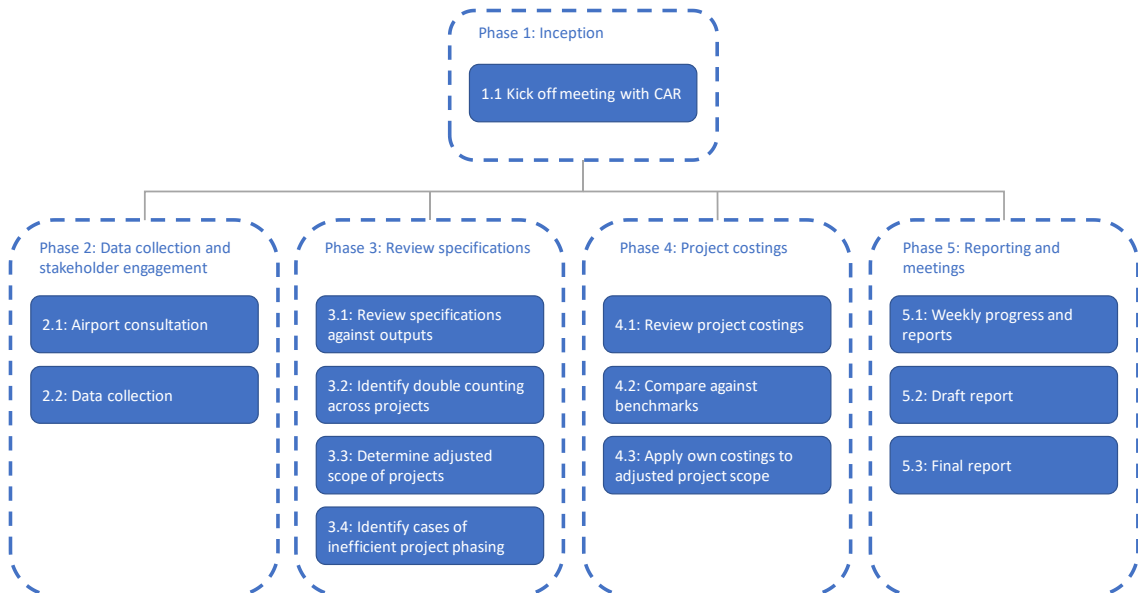 Phase 1: Inception
1.1 Kick off meeting with CAR
Phase 2: Data collection and
stakeholder engagement
2.1: Airport consultation
2.2: Data collection
Phase 3: Review specifications
3.1: Review specifications
against outputs
3.2: Identify double counting
across projects
3.3: Determine adjusted
scope of projects
3.4: Identify cases of
inefficient project phasing
Phase 4: Project costings
4.1: Review project costings
4.2: Compare against
benchmarks
4.3: Apply own costings to
adjusted project scope
Phase 5: Reporting and
meetings
5.1: Weekly progress and
reports
5.2: Draft report
5.3: Final report